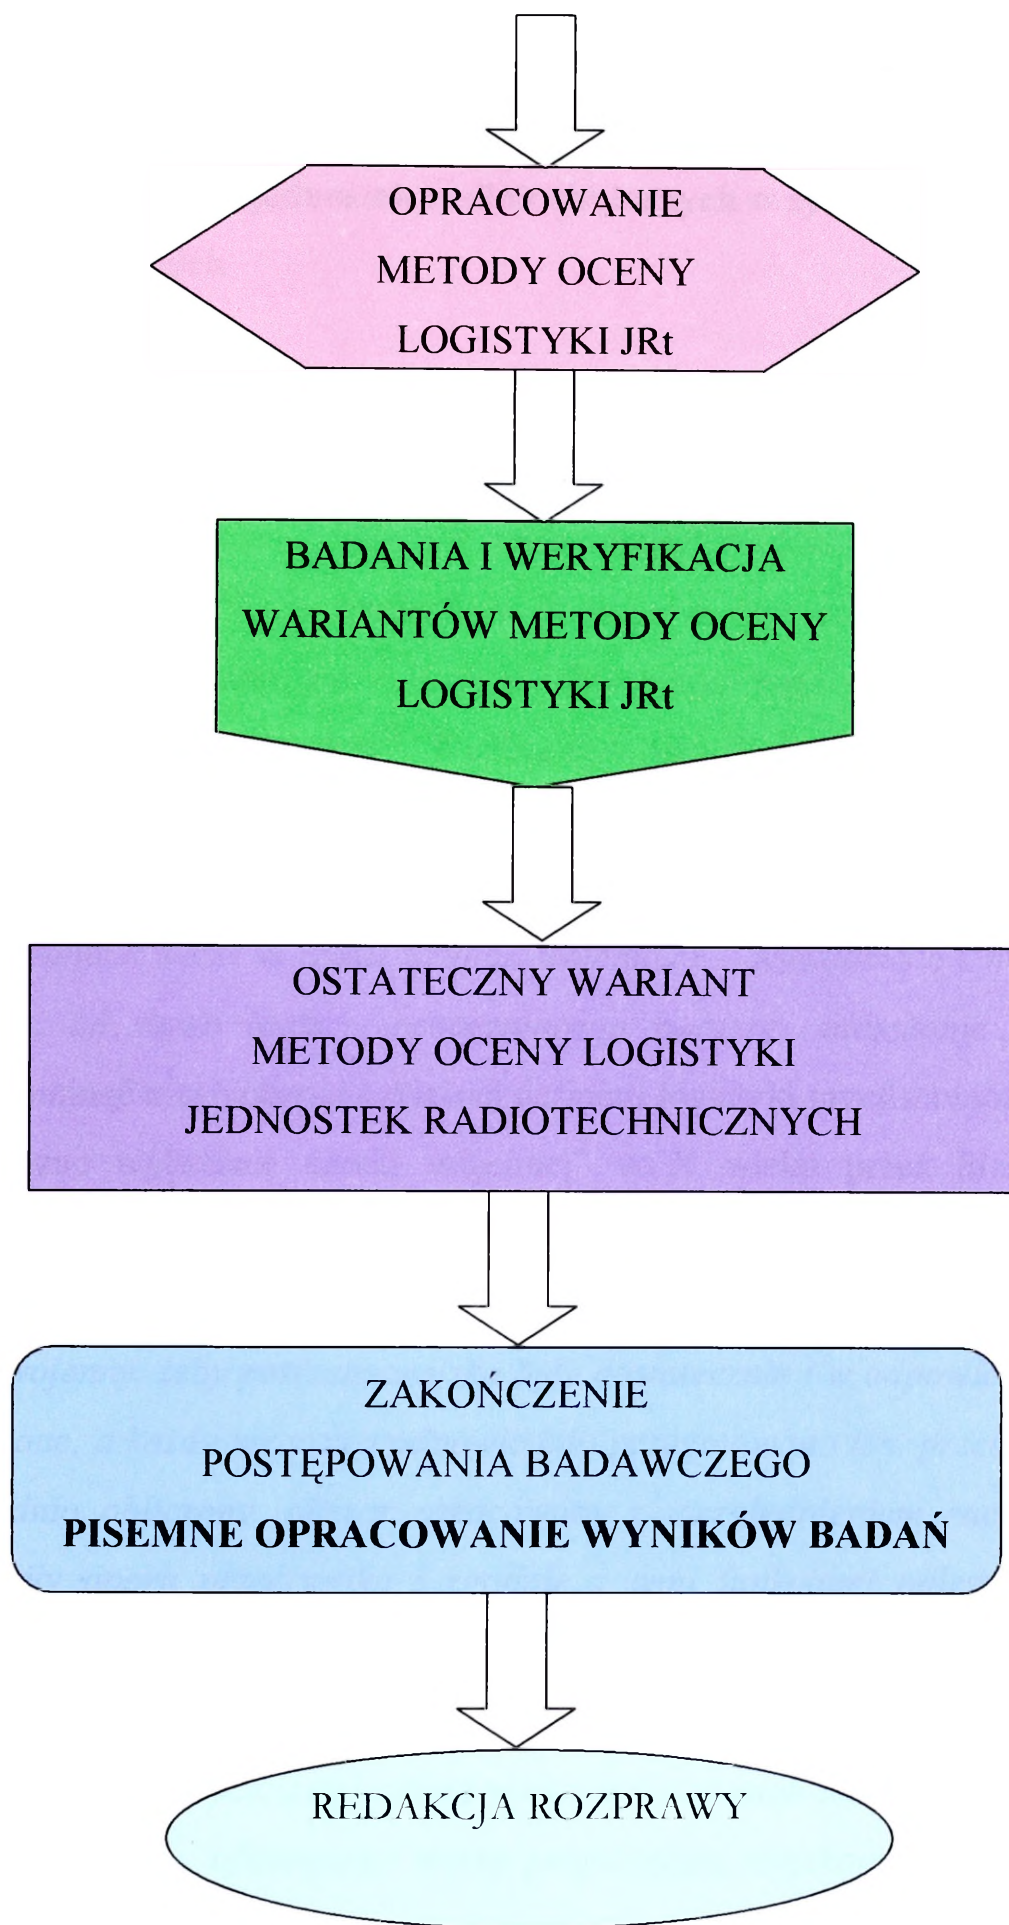 OPRACOWANIE
METODY OCENY
LOGISTYKI JRt
BADANIA I WERYFIKACJA
WARIANTÓW METODY OCENY
LOGISTYKI JRt
OSTATECZNY WARIANT
METODY OCENY LOGISTYKI
JEDNOSTEK RADIOTECHNICZNYCH
ZAKOŃCZENIE
POSTĘPOWANIA BADAWCZEGO
PISEMNE OPRACOWANIE WYNIKÓW BADAŃ
REDAKCJA ROZPRAWY